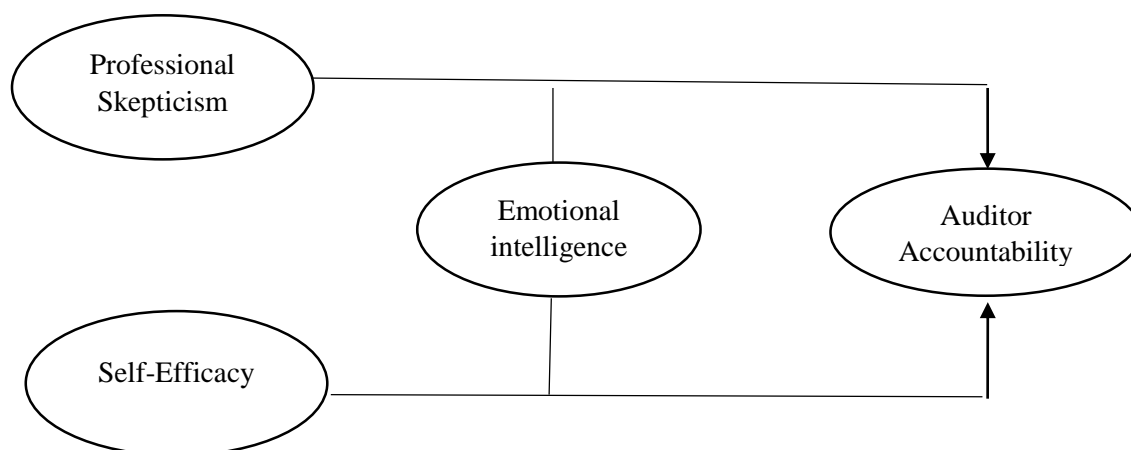 Professional
Skepticism
Emotional
intelligence
Auditor
Accountability
Self-Efficacy